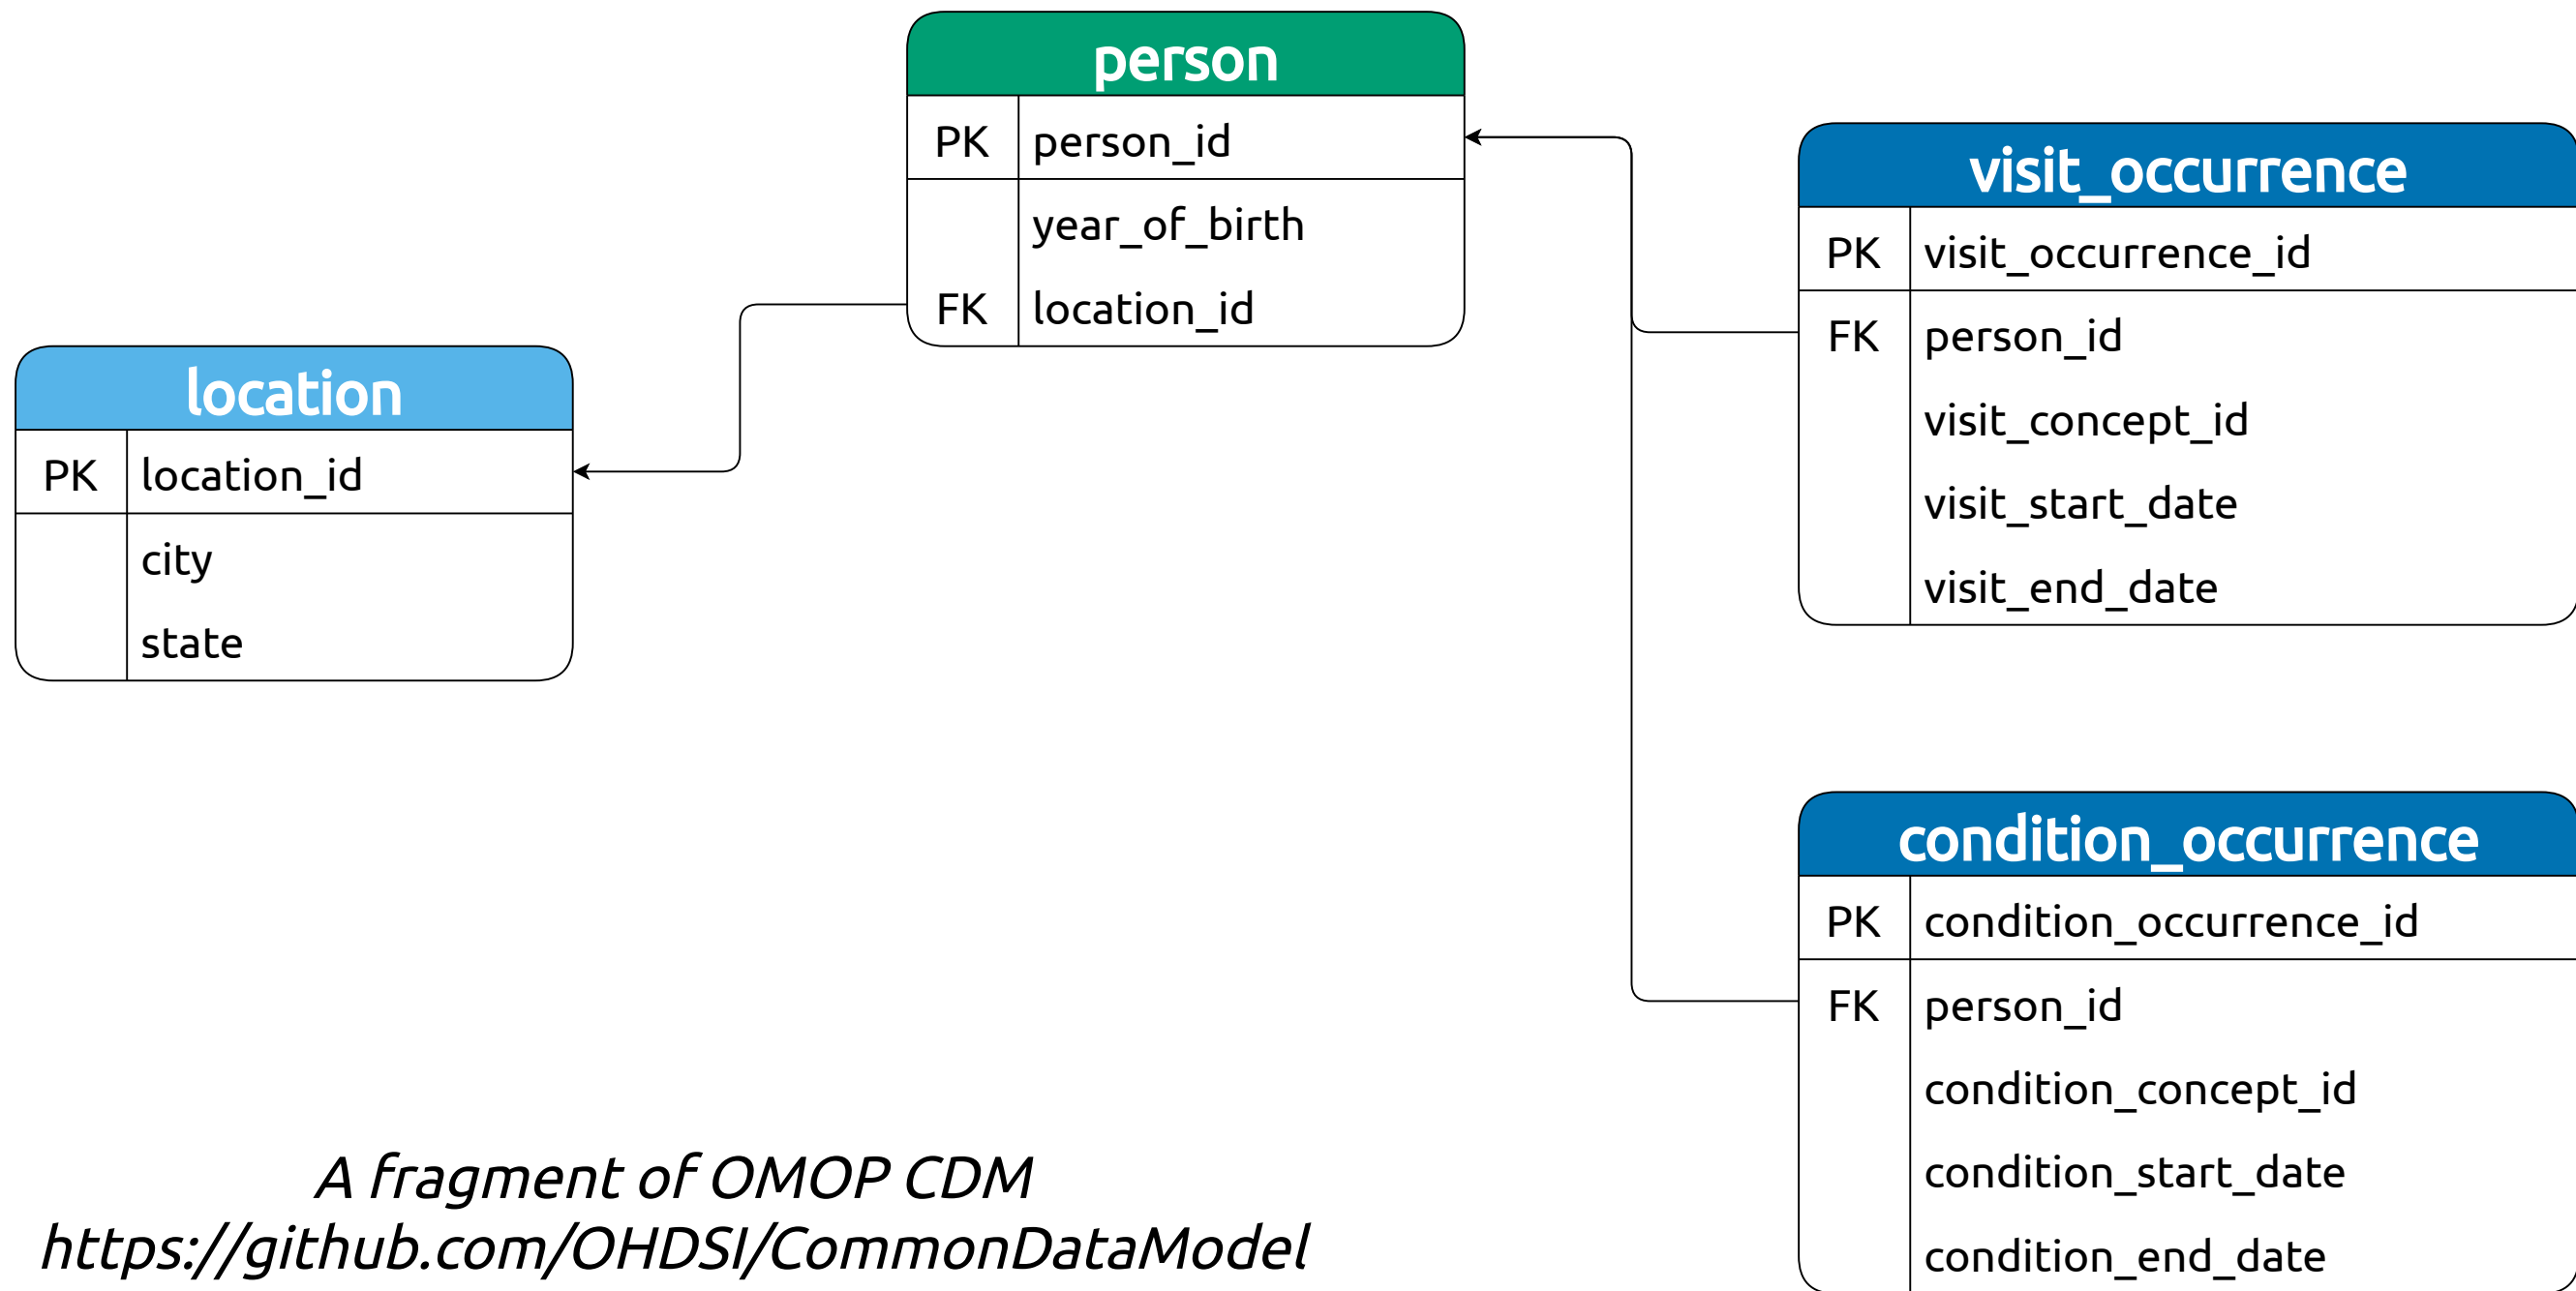 person
PK person_id
year_of_birth
FK location_id
location
PK location_id
city
state
visit_occurrence
PK visit_occurrence_id
FK person_id
visit_concept_id
visit_start_date
visit_end_date
condition_occurrence
PK condition_occurrence_id
FK person_id
condition_concept_id
condition_start_date
condition_end_date
A fragment of OMOP CDM
https://github.com/OHDSI/CommonDataModel